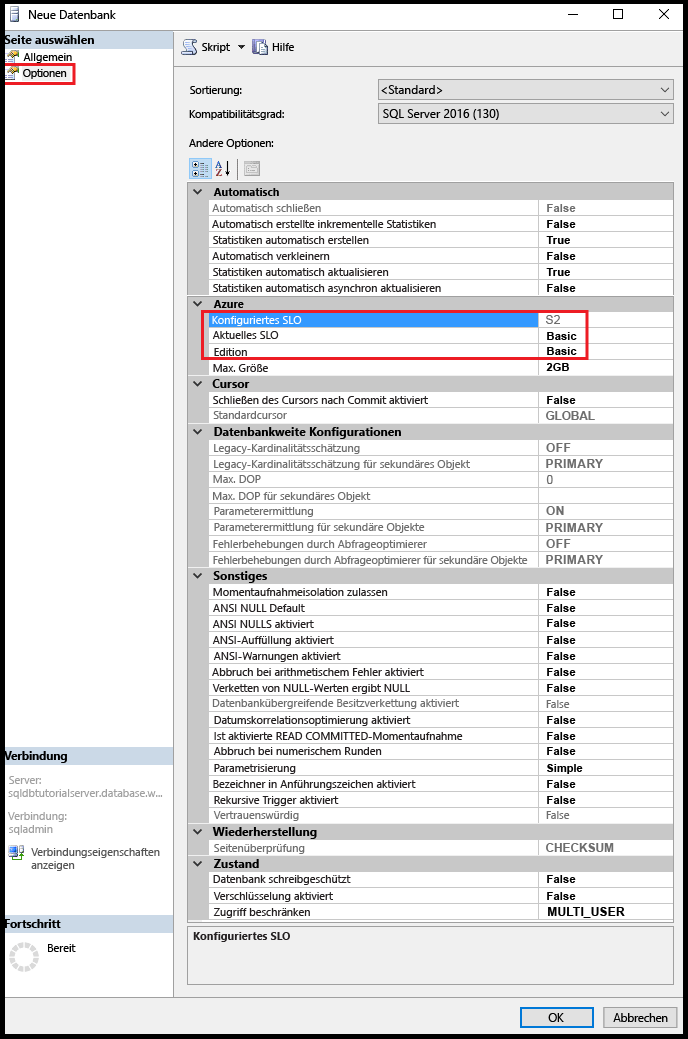 Neue Datenbank
Seite auswählen
Allgemein
Optionen
Skript
Hilfe
Sortierung:
<Standard>
Kompatibilitätsgrad:
SQL Server 2016 (130)
Andere Optionen:
Automatisch
Automatisch schließen False
Automatisch erstellte inkrementelle Statistiken False
Statistiken automatisch erstellen True
Automatisch verkleinern False
Statistiken automatisch aktualisieren True
Statistiken automatisch asynchron aktualisieren False
Azure
Konfiguriertes SLO S2
Aktuelles SLO Basic
Edition Basic
Max. Größe 2GB
Cursor
Schließen des Cursors nach Commit aktiviert False
Standardcursor GLOBAL
Datenbankweite Konfigurationen
Legacy-Kardinalitätsschätzung OFF
Legacy-Kardinalitätsschätzung für sekundäres Objekt PRIMARY
Max. DOP 0
Max. DOP für sekundäres Objekt
Parameterermittlung ON
Parameterermittlung für sekundäre Objekte PRIMARY
Fehlerbehebungen durch Abfrageoptimierer OFF
Fehlerbehebungen durch Abfrageoptimierer für sekundäre Objekte PRIMARY
Sonstiges
Momentaufnahmeisolation zulassen False
ANSI NULL Default False
ANSI NULLS aktiviert False
ANSI-Auffüllung aktiviert False
ANSI-Warnungen aktiviert False
Abbruch bei arithmetischem Fehler aktiviert False
Verketten von NULL-Werten ergibt NULL False
Datenbankübergreifende Besitzverkettung aktiviert False
Datumskorrelationsoptimierung aktiviert False
Ist aktivierte READ COMMITTED-Momentaufnahme False
Abbruch bei numerischem Runden False
Parametrisierung Simple
Bezeichner in Anführungszeichen aktiviert False
Rekursive Trigger aktiviert False
Vertrauenswürdig False
Wiederherstellung
Seitenüberprüfung CHECKSUM
Zustand
Datenbank schreibgeschützt False
Verschlüsselung aktiviert False
Zugriff beschränken MULTI_USER
Konfiguriertes SLO
Verbindung
Server:
sqldbtutorialserver.database.w...
Verbindung:
sqladmin
Verbindungseigenschaften
anzeigen
Fortschritt
Bereit
OK
Abbrechen